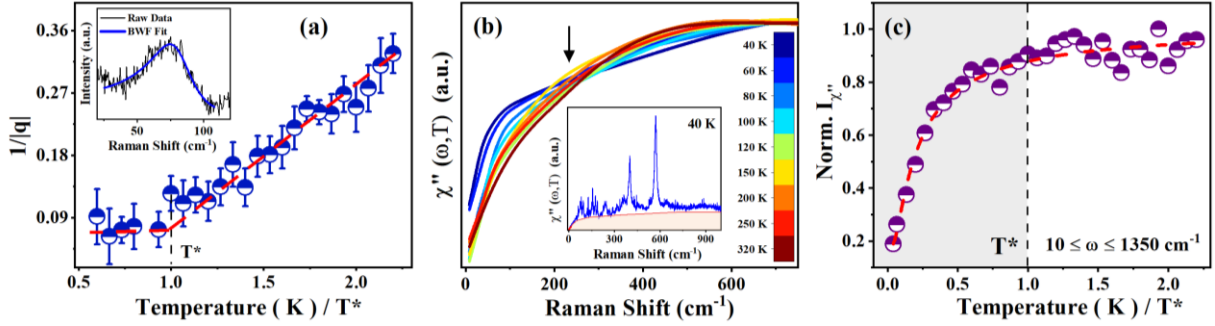 (a)
Raw Data
BWF Fit
Intensity (a.u.)
50
100
Raman Shift (cm⁻¹)
0.36
0.27
0.18
0.09
1/|q|
T*
0.5
1.0
1.5
2.0
Temperature ( K ) / T*
(b)
χ'' (ω,T) (a.u.)
40 K
60 K
80 K
100 K
120 K
150 K
200 K
250 K
320 K
40 K
χ'' (ω,T) (a.u.)
0
300
600
900
Raman Shift (cm⁻¹)
0
200
400
600
Raman Shift (cm⁻¹)
(c)
Norm. I χ''
1.0
0.8
0.6
0.4
0.2
T*
10 ≤ ω ≤ 1350 cm⁻¹
0.0
0.5
1.0
1.5
2.0
Temperature ( K ) / T*